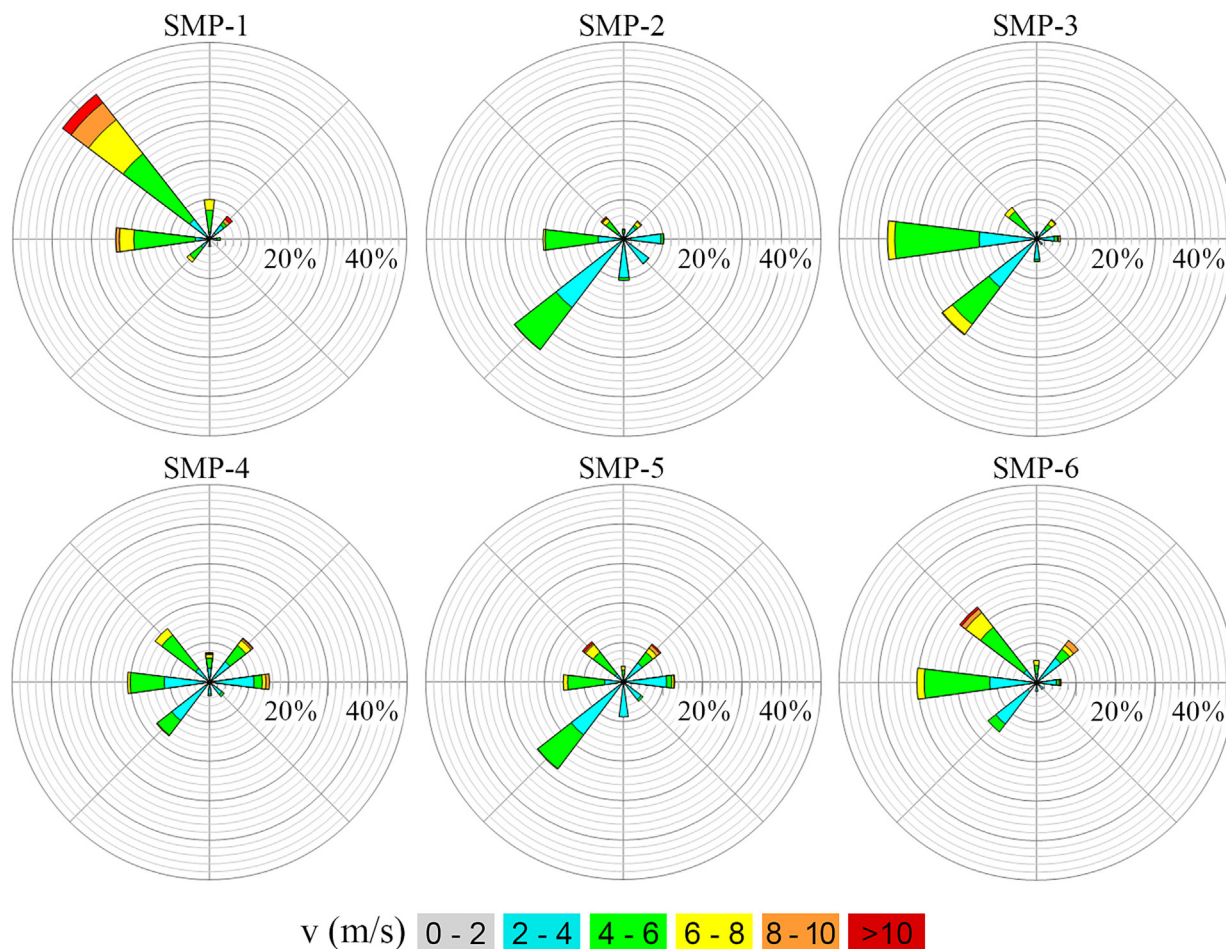 SMP-1 SMP-2 SMP-3
20% 40% 20% 40% 20% 40%
SMP-4 SMP-5 SMP-6
20% 40% 20% 40% 20% 40%
v (m/s) 0 - 2 2 - 4 4 - 6 6 - 8 8 - 10 >10